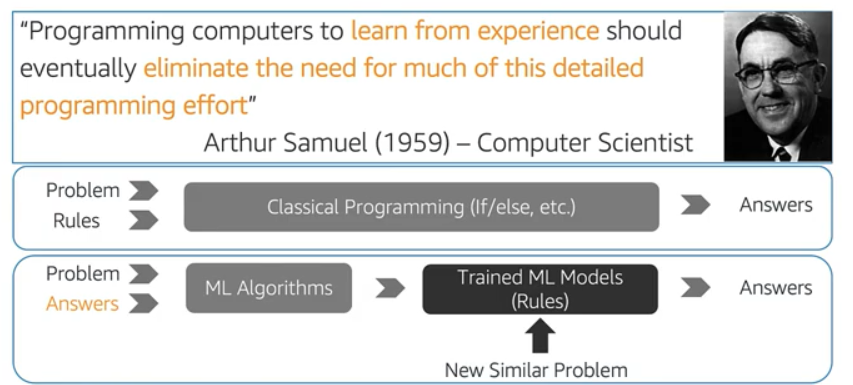 “Programming computers to learn from experience should
eventually eliminate the need for much of this detailed
programming effort”
Arthur Samuel (1959) – Computer Scientist
Problem
Rules
Classical Programming (If/else, etc.)
Answers
Problem
Answers
ML Algorithms
Trained ML Models
(Rules)
Answers
New Similar Problem